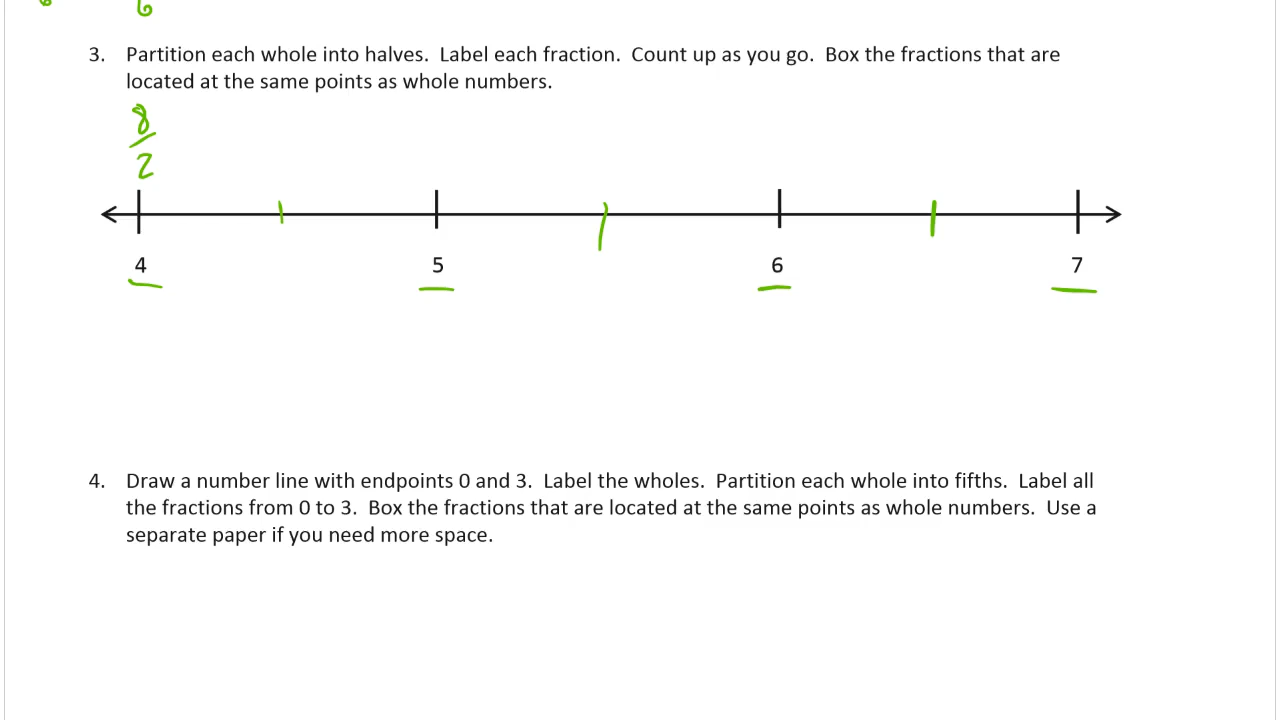 6
3. Partition each whole into halves. Label each fraction. Count up as you go. Box the fractions that are
located at the same points as whole numbers.
8
2
4 5 6 7
4. Draw a number line with endpoints 0 and 3. Label the wholes. Partition each whole into fifths. Label all
the fractions from 0 to 3. Box the fractions that are located at the same points as whole numbers. Use a
separate paper if you need more space.